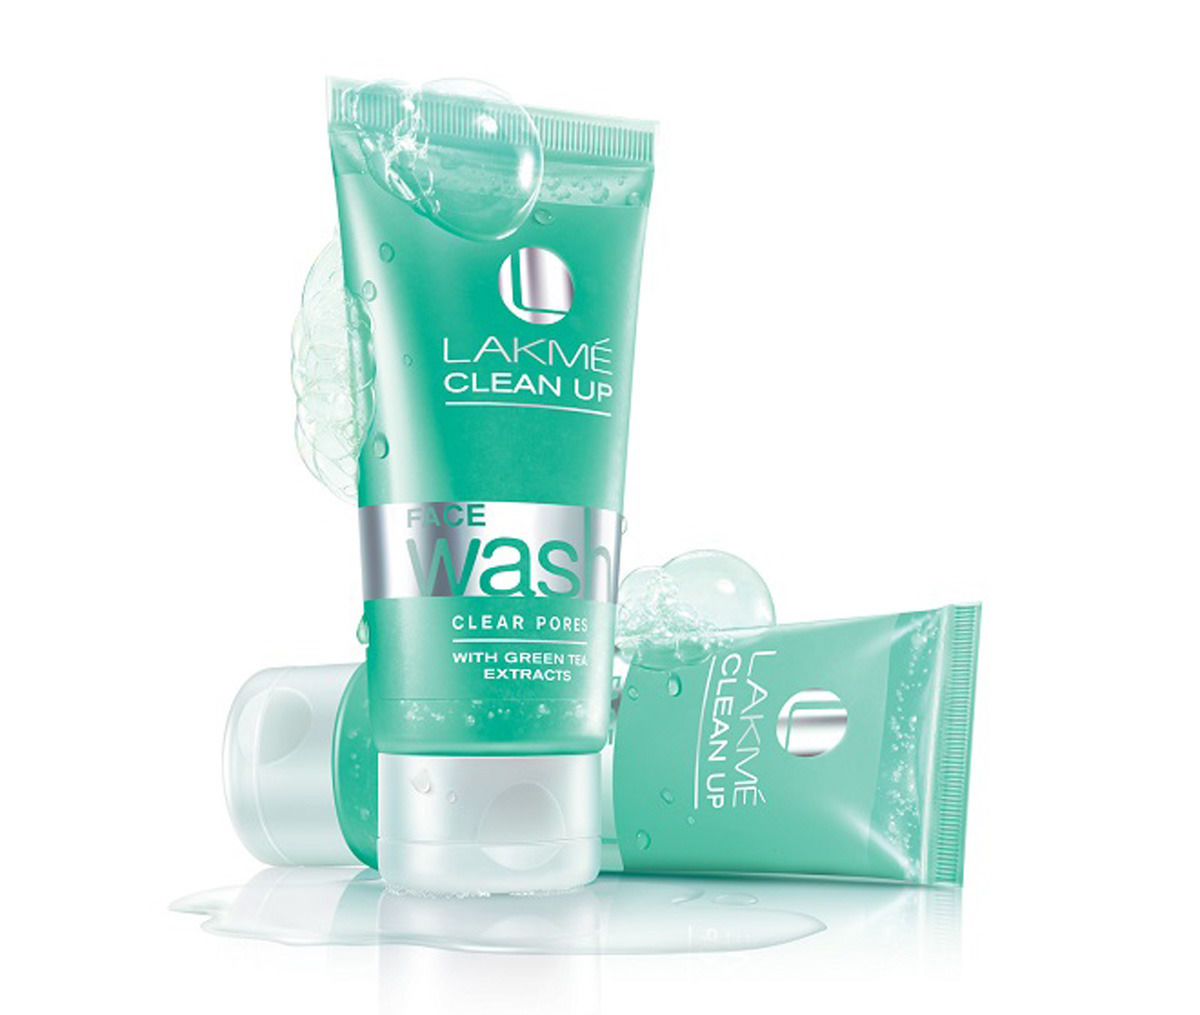 LAKMÉ
CLEAN UP
FACE
wash
CLEAR PORES
WITH GREEN TEA
EXTRACTS
LAKMÉ
CLEAN UP